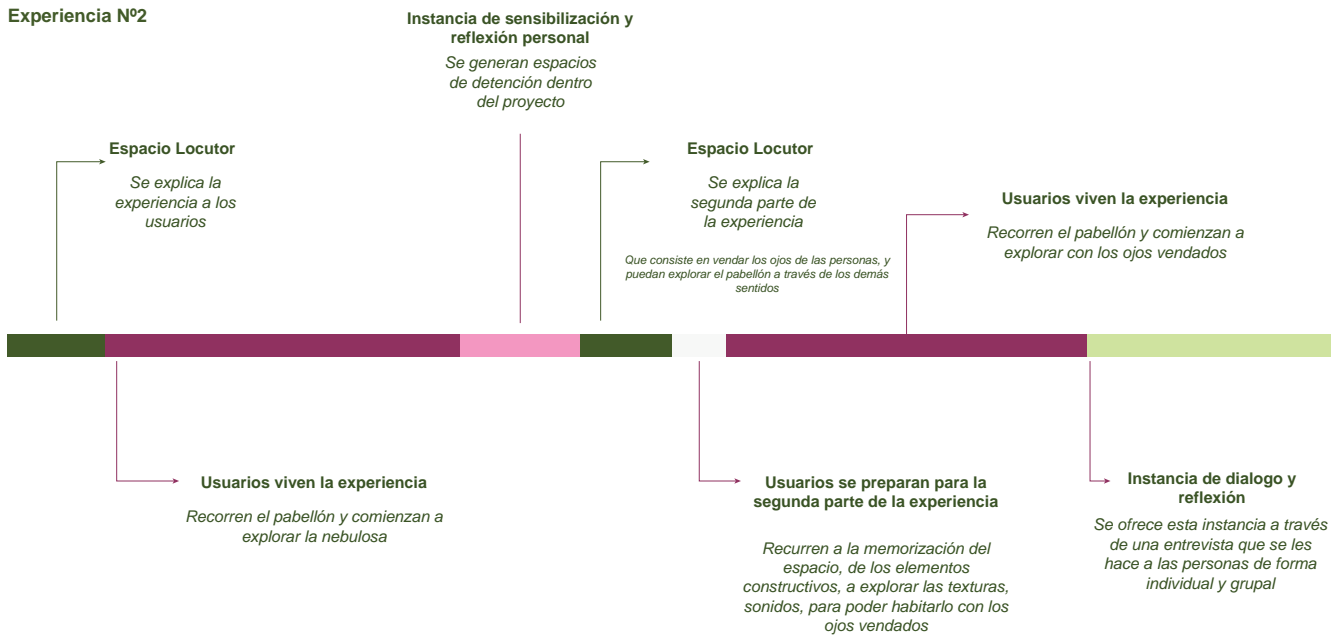 Experiencia Nº2
Instancia de sensibilización y
reflexión personal
Se generan espacios
de detención dentro
del proyecto
Espacio Locutor
Se explica la
experiencia a los
usuarios
Espacio Locutor
Se explica la
segunda parte de
la experiencia
Que consiste en vendar los ojos de las personas, y
puedan explorar el pabellón a través de los demás
sentidos
Usuarios viven la experiencia
Recorren el pabellón y comienzan a
explorar con los ojos vendados
Usuarios viven la experiencia
Recorren el pabellón y comienzan a
explorar la nebulosa
Usuarios se preparan para la
segunda parte de la experiencia
Recurren a la memorización del
espacio, de los elementos
constructivos, a explorar las texturas,
sonidos, para poder habitarlo con los
ojos vendados
Instancia de dialogo y
reflexión
Se ofrece esta instancia a través
de una entrevista que se les
hace a las personas de forma
individual y grupal